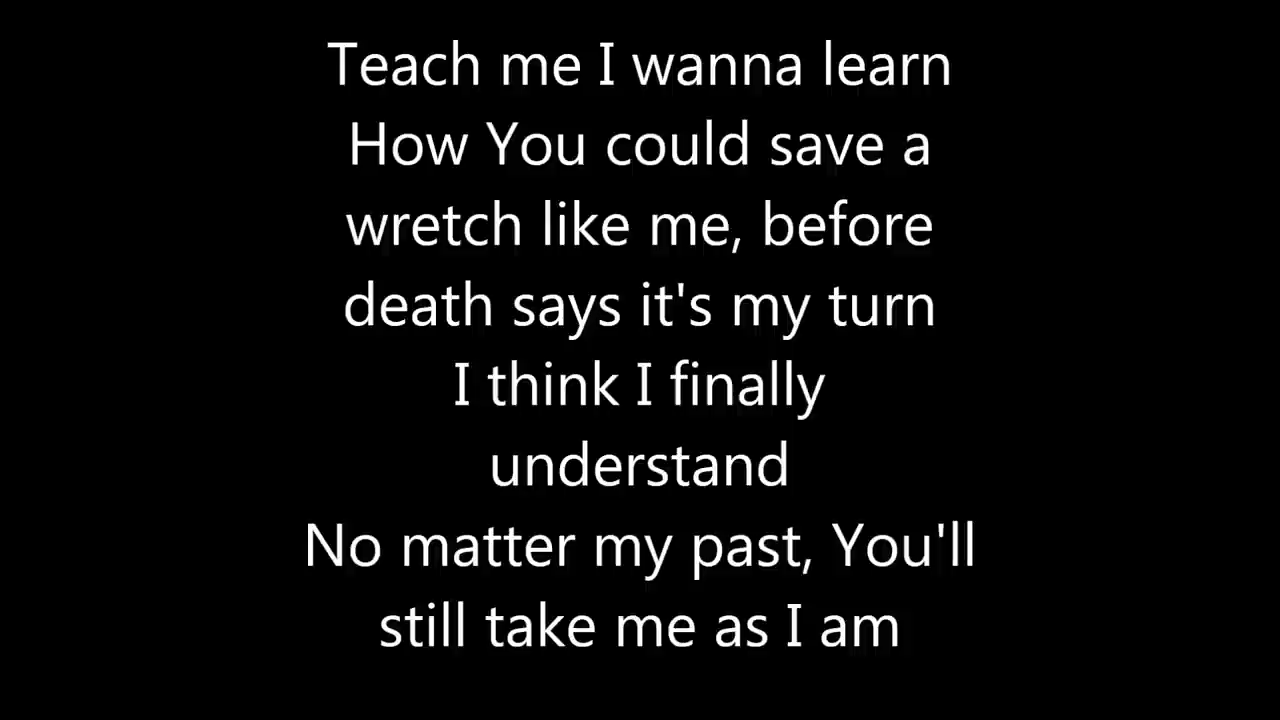 Teach me I wanna learn
How You could save a
wretch like me, before
death says it's my turn
I think I finally
understand
No matter my past, You'll
still take me as I am